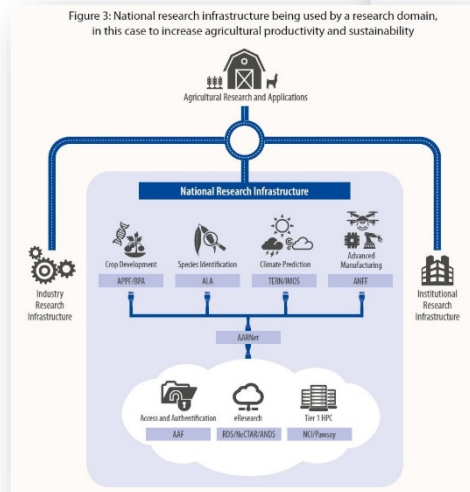 Figure 3: National research infrastructure being used by a research domain,
in this case to increase agricultural productivity and sustainability
Agricultural Research and Applications
National Research Infrastructure
Crop Development
Species Identification
Climate Prediction
Advanced
Manufacturing
APPF/BPA
ALA
TERN/IMOS
ANFF
Industry
Research
Infrastructure
Institutional
Research
Infrastructure
AARNet
Access and Authentification
eResearch
Tier 1 HPC
AAF
RDS/NeCTAR/ANDS
NCI/Pawsey